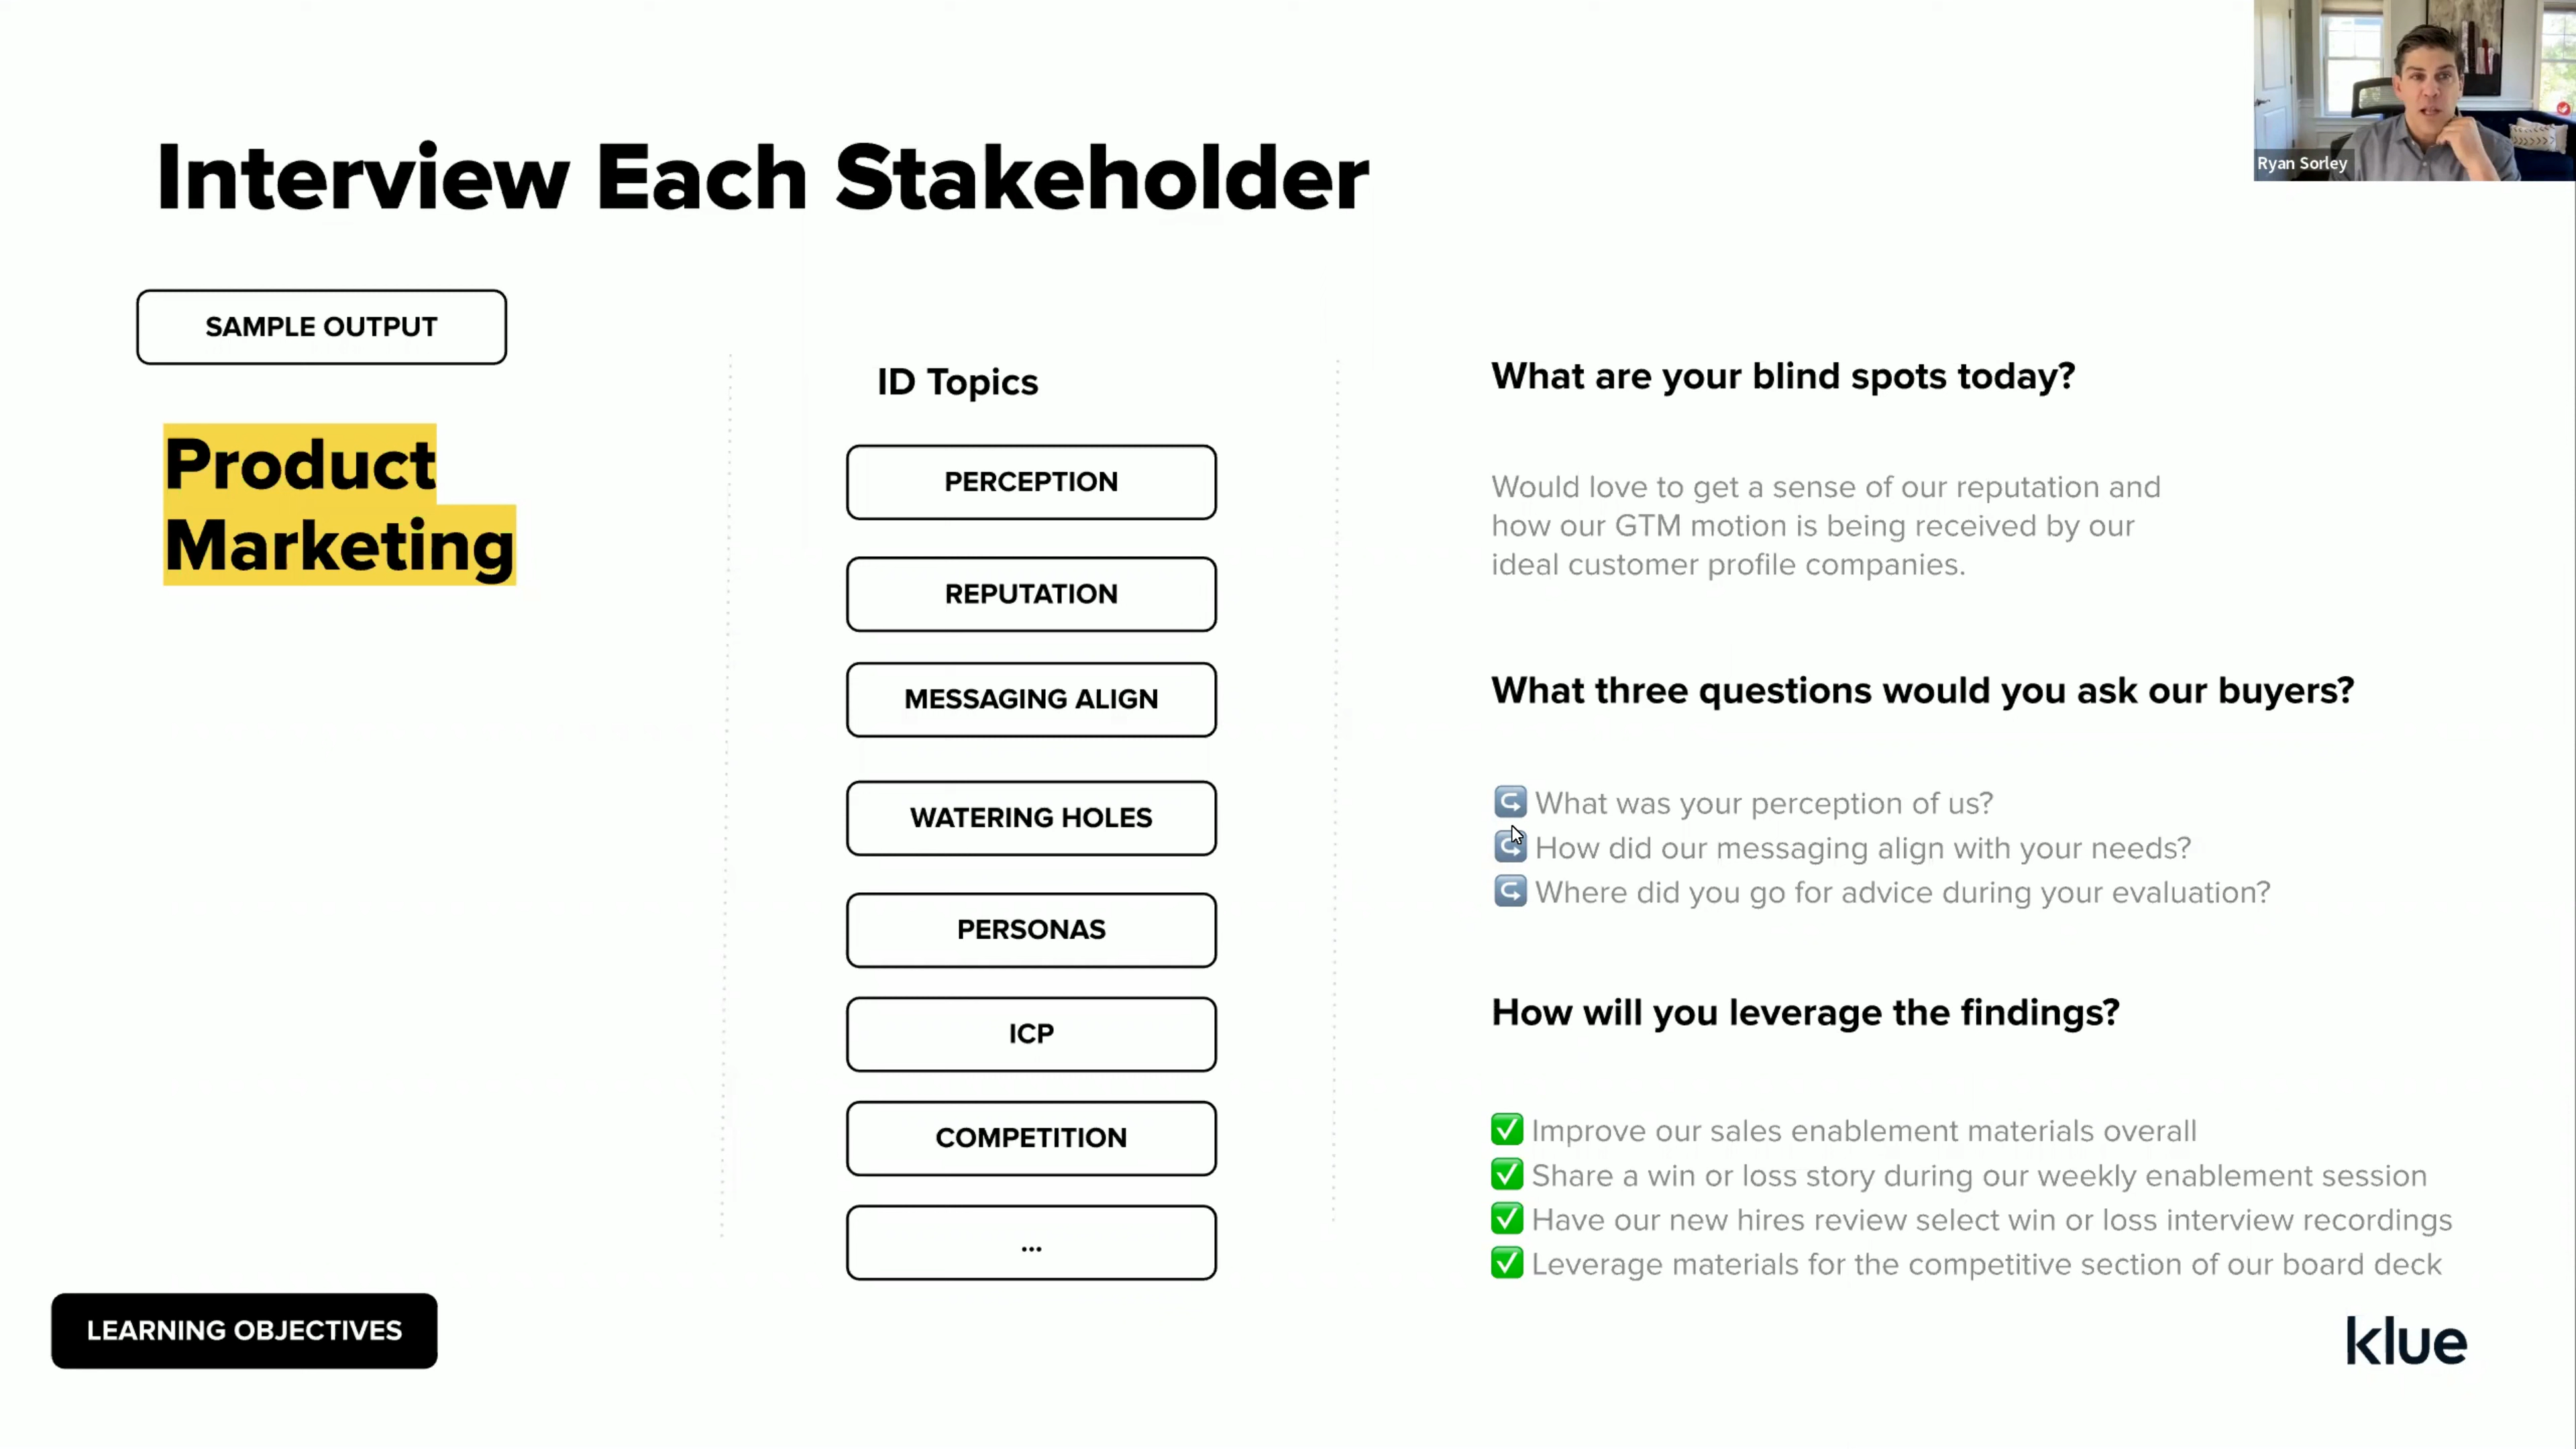 Ryan Sorley
Interview Each Stakeholder
SAMPLE OUTPUT
Product
Marketing
ID Topics
PERCEPTION
REPUTATION
MESSAGING ALIGN
WATERING HOLES
PERSONAS
ICP
COMPETITION
...
What are your blind spots today?
Would love to get a sense of our reputation and
how our GTM motion is being received by our
ideal customer profile companies.
What three questions would you ask our buyers?
What was your perception of us?
How did our messaging align with your needs?
Where did you go for advice during your evaluation?
How will you leverage the findings?
Improve our sales enablement materials overall
Share a win or loss story during our weekly enablement session
Have our new hires review select win or loss interview recordings
Leverage materials for the competitive section of our board deck
LEARNING OBJECTIVES
klue